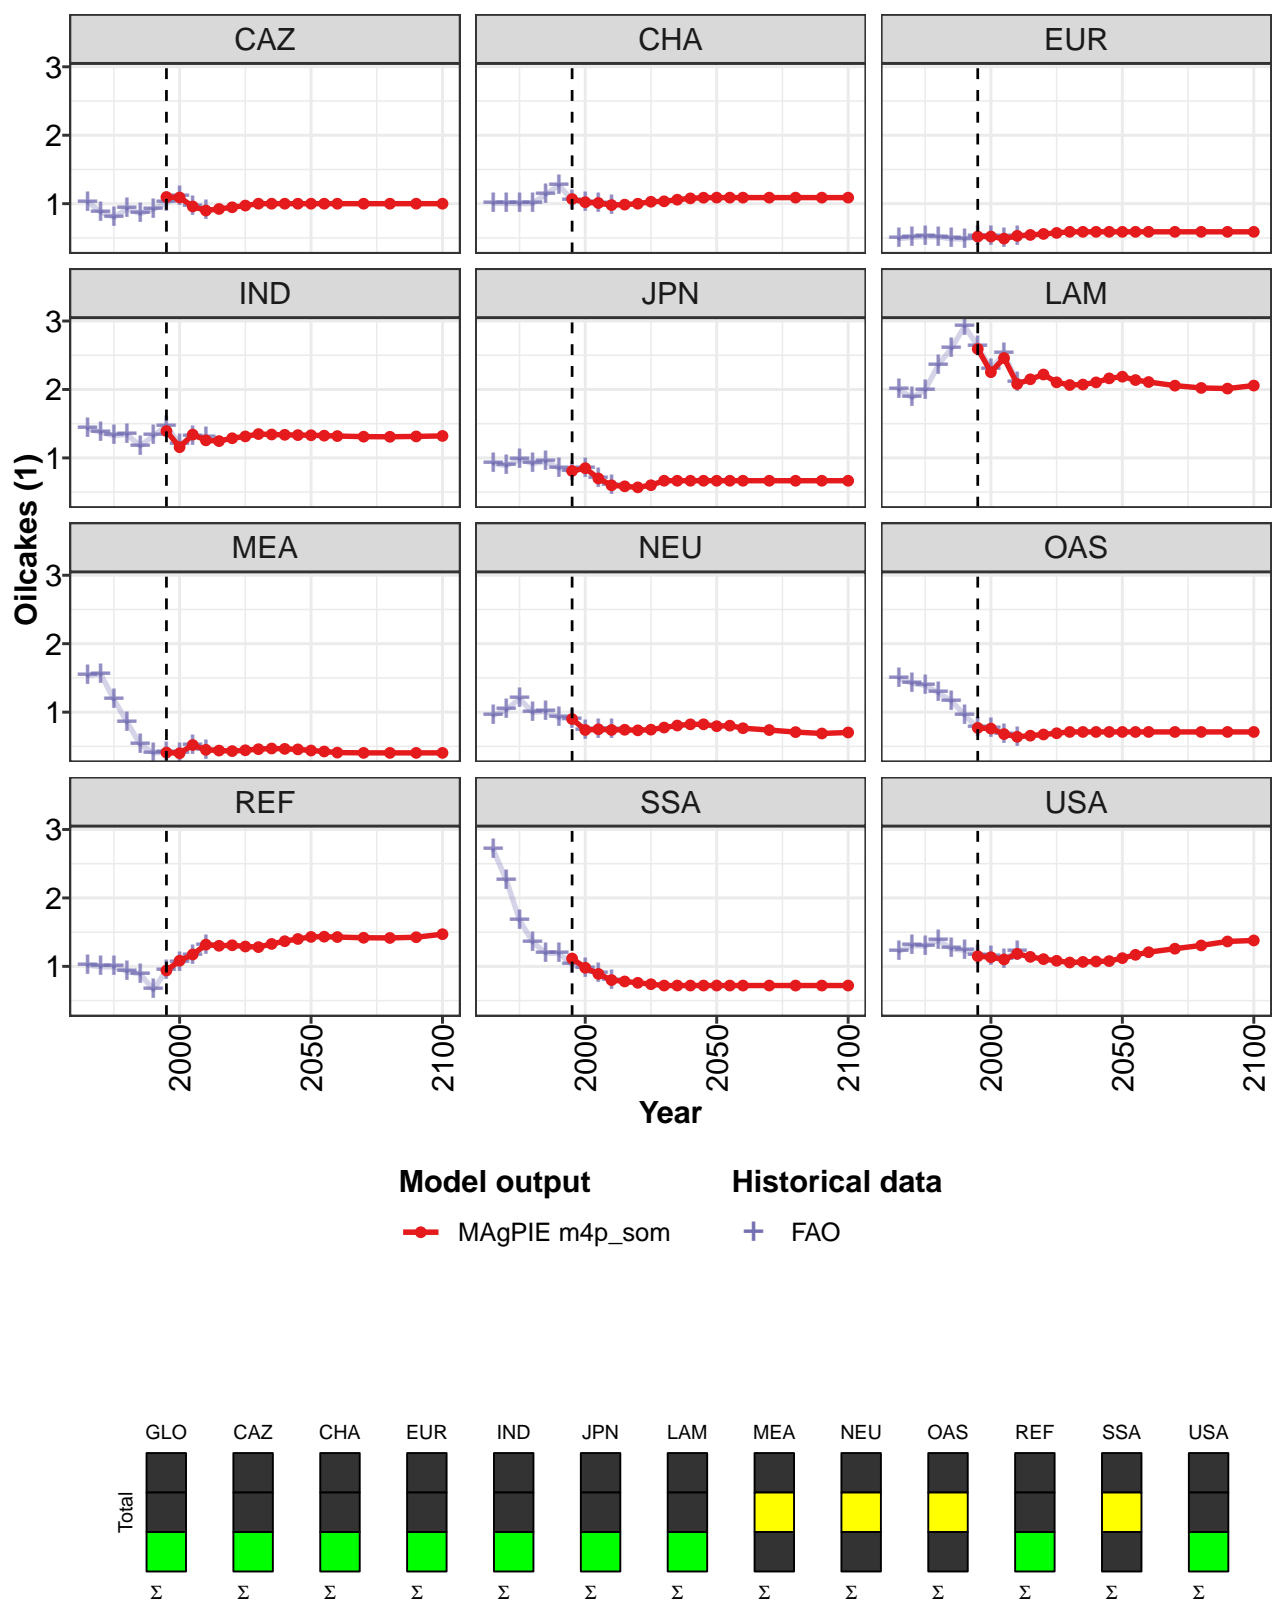 CAZ CHA EUR
3
2
1
IND JPN LAM
3
2
1
MEA NEU OAS
3
2
1
REF SSA USA
3
2
1
Oilcakes (1)
2000 2050 2100 2000 2050 2100 2000 2050 2100
Year
Model output Historical data
MAgPIE m4p_som FAO
GLO CAZ CHA EUR IND JPN LAM MEA NEU OAS REF SSA USA
Total
Σ Σ Σ Σ Σ Σ Σ Σ Σ Σ Σ Σ Σ